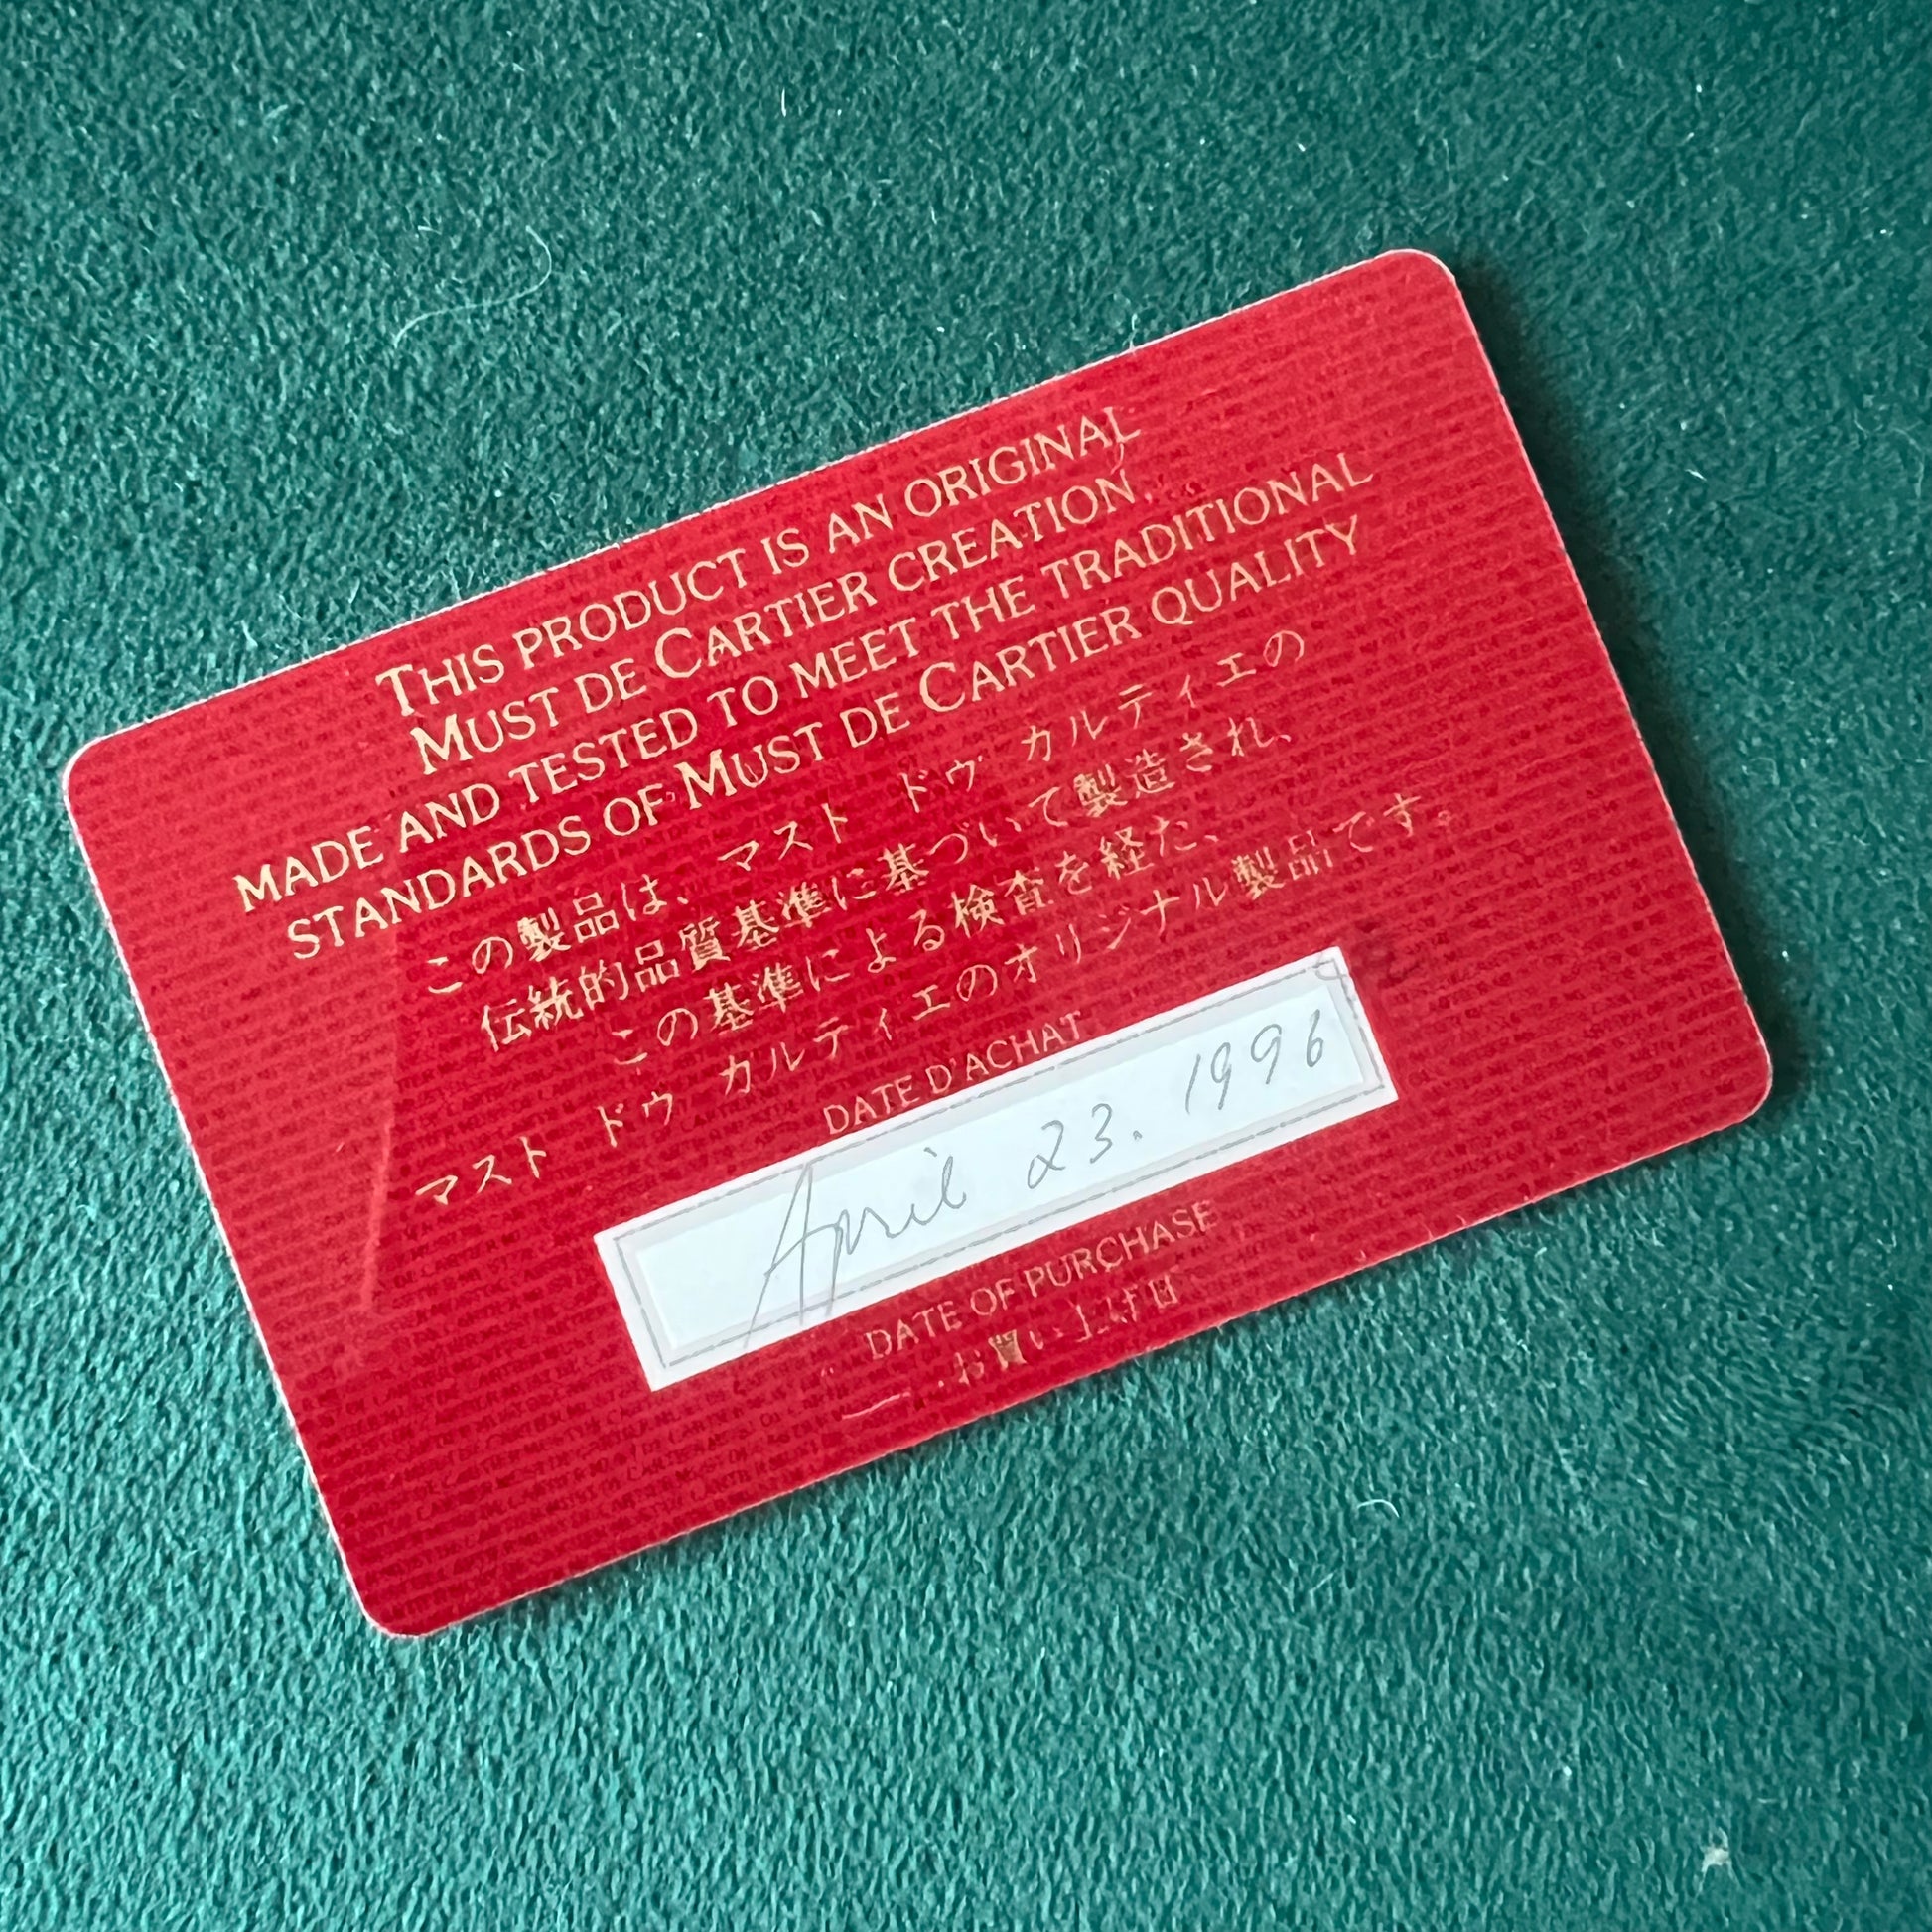 THIS PRODUCT IS AN ORIGINAL
MUST DE CARTIER CREATION,
MADE AND TESTED TO MEET THE TRADITIONAL
STANDARDS OF MUST DE CARTIER QUALITY
この製品は、マスト ドゥ カルティエの
伝統的品質基準に基づいて製造され、
この基準による検査を経た、
マスト ドゥ カルティエのオリジナル製品です。
DATE D'ACHAT
April 23. 1996
DATE OF PURCHASE
お買い上げ日